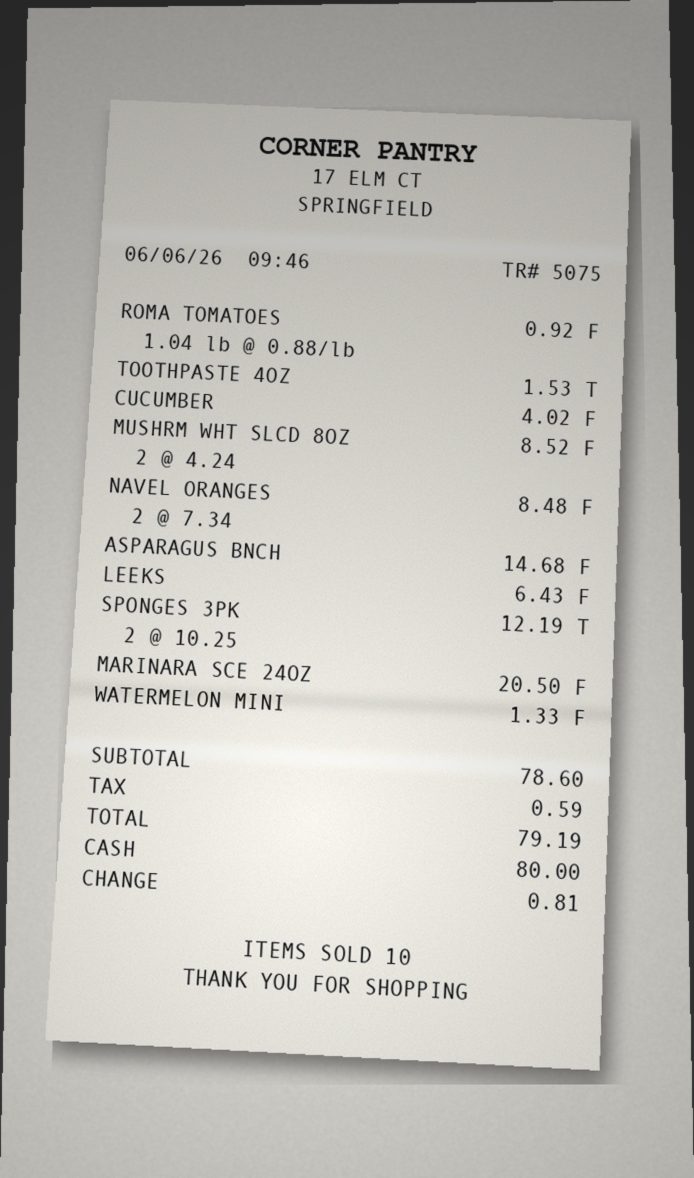 CORNER PANTRY
17 ELM CT
SPRINGFIELD
06/06/26 09:46 TR# 5075
ROMA TOMATOES 0.92 F
1.04 lb @ 0.88/lb
TOOTHPASTE 4OZ 1.53 T
CUCUMBER 4.02 F
MUSHRM WHT SLCD 8OZ 8.52 F
2 @ 4.24
NAVEL ORANGES 8.48 F
2 @ 7.34
ASPARAGUS BNCH 14.68 F
LEEKS 6.43 F
SPONGES 3PK 12.19 T
2 @ 10.25
MARINARA SCE 24OZ 20.50 F
WATERMELON MINI 1.33 F
SUBTOTAL 78.60
TAX 0.59
TOTAL 79.19
CASH 80.00
CHANGE 0.81
ITEMS SOLD 10
THANK YOU FOR SHOPPING